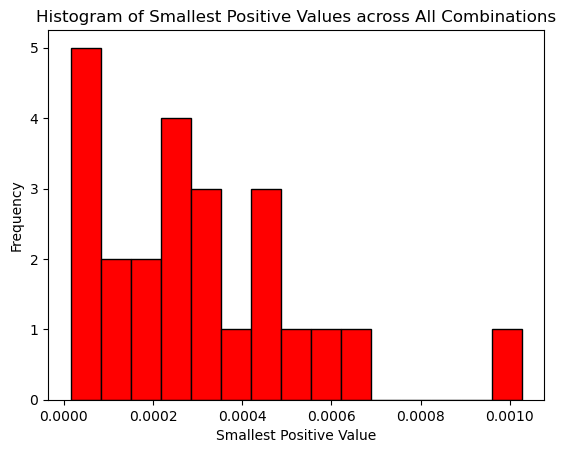 Histogram of Smallest Positive Values across All Combinations
5
4
3
2
1
0
Frequency
0.0000 0.0002 0.0004 0.0006 0.0008 0.0010
Smallest Positive Value